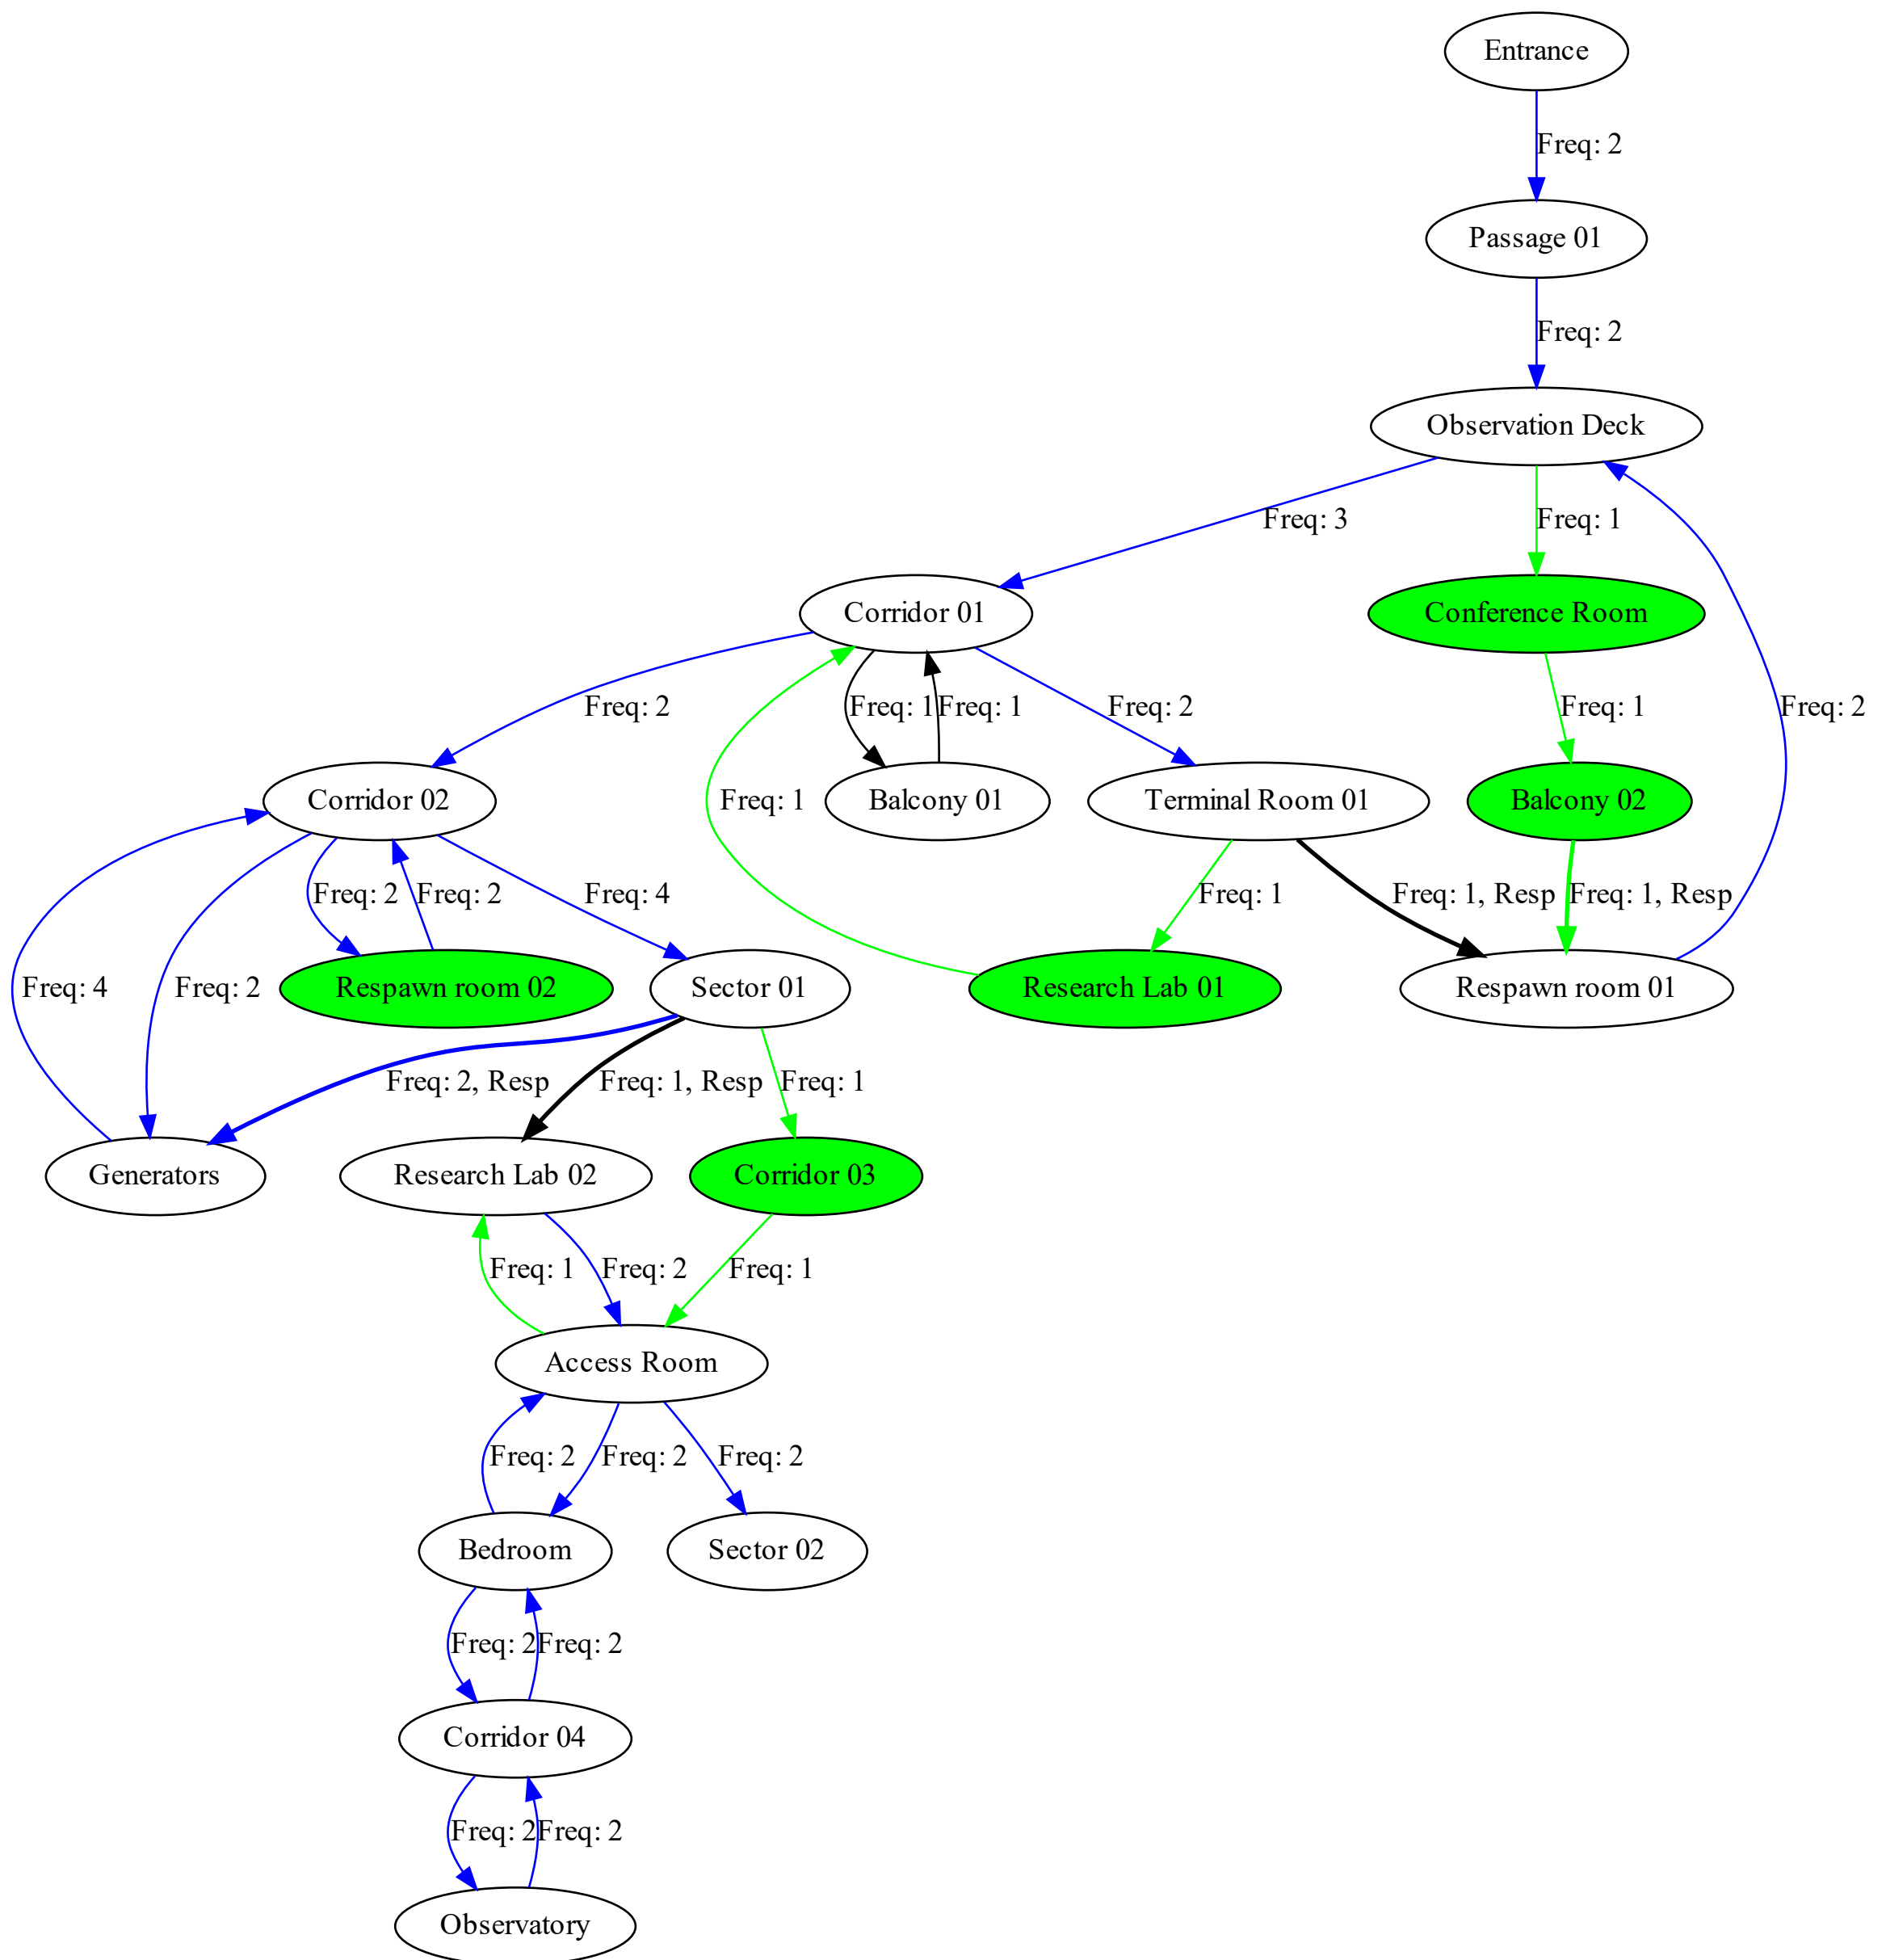 Entrance
Freq: 2
Passage 01
Freq: 2
Observation Deck
Freq: 3
Freq: 1
Corridor 01
Conference Room
Freq: 2
Freq: 1
Freq: 1
Freq: 2
Freq: 1
Freq: 2
Corridor 02
Freq: 1
Balcony 01
Terminal Room 01
Balcony 02
Freq: 2
Freq: 2
Freq: 4
Freq: 1
Freq: 1, Resp
Freq: 1, Resp
Freq: 4
Freq: 2
Respawn room 02
Sector 01
Research Lab 01
Respawn room 01
Freq: 2, Resp
Freq: 1, Resp
Freq: 1
Generators
Research Lab 02
Corridor 03
Freq: 1
Freq: 2
Freq: 1
Access Room
Freq: 2
Freq: 2
Freq: 2
Bedroom
Sector 02
Freq: 2
Freq: 2
Corridor 04
Freq: 2
Freq: 2
Observatory